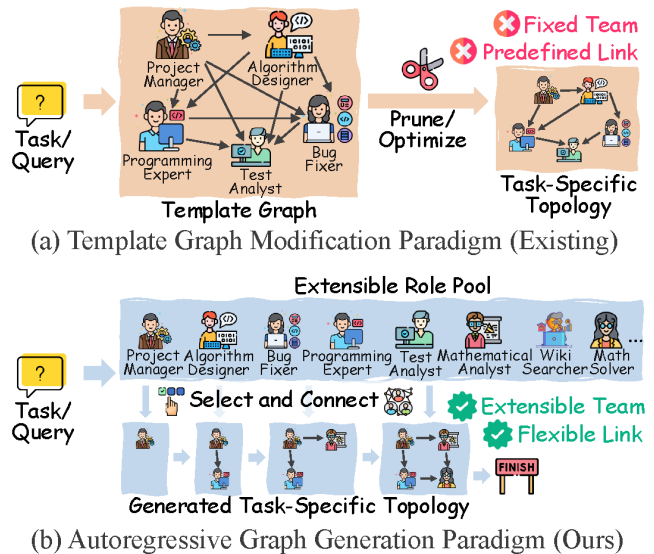 ?
Task/
Query
Project
Manager
Algorithm
Designer
Programming
Expert
Test
Analyst
Bug
Fixer
Template Graph
Prune/
Optimize
Fixed Team
Predefined Link
Task-Specific
Topology
(a) Template Graph Modification Paradigm (Existing)
Extensible Role Pool
?
Task/
Query
Project
Manager
Algorithm
Designer
Bug
Fixer
Programming
Expert
Test
Analyst
Mathematical
Analyst
Wiki
Searcher
Math
Solver
...
Select and Connect
Extensible Team
Flexible Link
FINISH
Generated Task-Specific Topology
(b) Autoregressive Graph Generation Paradigm (Ours)